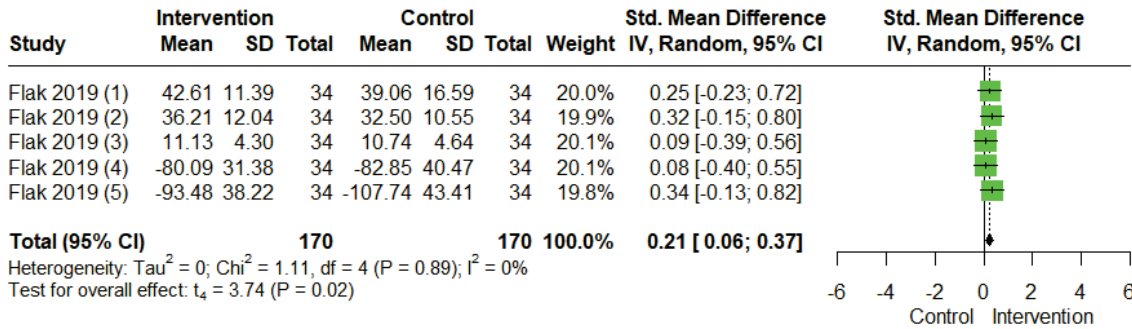 Intervention Control Std. Mean Difference Std. Mean Difference
Study Mean SD Total Mean SD Total Weight IV, Random, 95% CI IV, Random, 95% CI
Flak 2019 (1) 42.61 11.39 34 39.06 16.59 34 20.0% 0.25 [-0.23; 0.72]
Flak 2019 (2) 36.21 12.04 34 32.50 10.55 34 19.9% 0.32 [-0.15; 0.80]
Flak 2019 (3) 11.13 4.30 34 10.74 4.64 34 20.1% 0.09 [-0.39; 0.56]
Flak 2019 (4) -80.09 31.38 34 -82.85 40.47 34 20.1% 0.08 [-0.40; 0.55]
Flak 2019 (5) -93.48 38.22 34 -107.74 43.41 34 19.8% 0.34 [-0.13; 0.82]
Total (95% CI) 170 170 100.0% 0.21 [ 0.06; 0.37]
Heterogeneity: Tau² = 0; Chi² = 1.11, df = 4 (P = 0.89); I² = 0%
Test for overall effect: t₄ = 3.74 (P = 0.02)
-6 -4 -2 0 2 4 6
Control Intervention